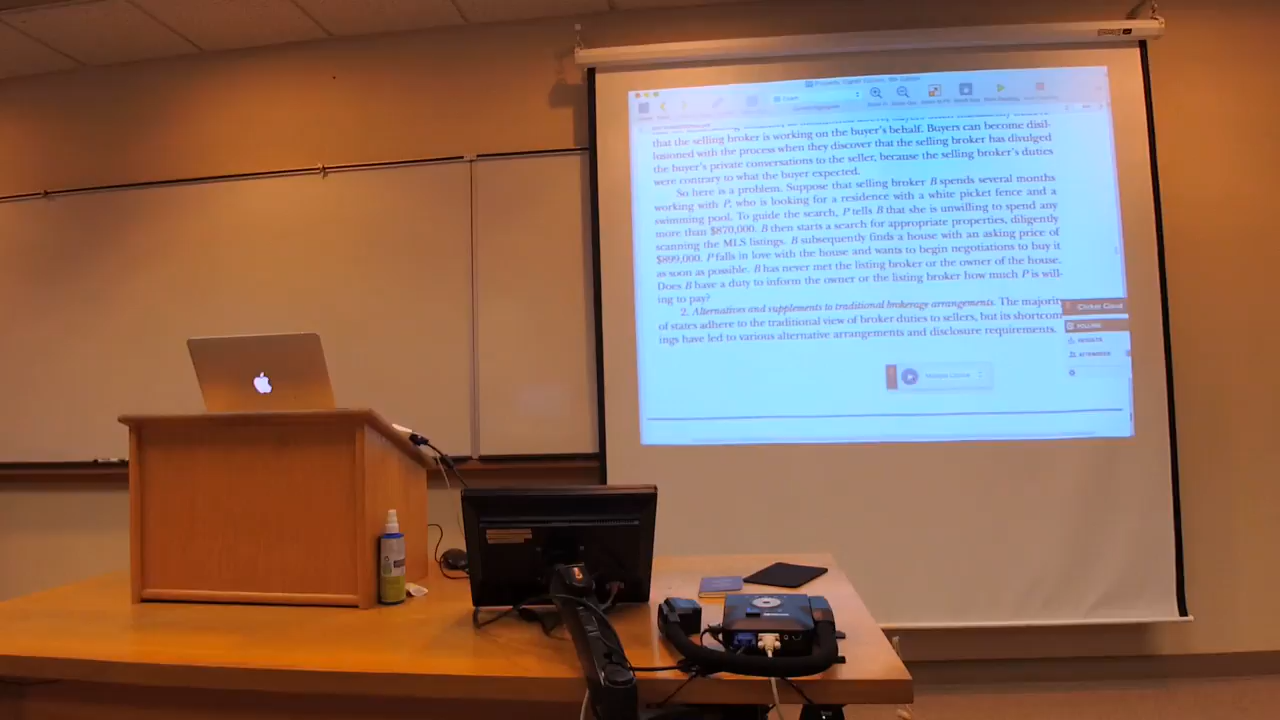 that the selling broker is working on the buyer's behalf. Buyers can become disil-
lusioned with the process when they discover that the selling broker has divulged
the buyer's private conversations to the seller, because the selling broker's duties
were contrary to what the buyer expected.
So here is a problem. Suppose that selling broker B spends several months
working with P, who is looking for a residence with a white picket fence and a
swimming pool. To guide the search, P tells B that she is unwilling to spend any
more than $870,000. B then starts a search for appropriate properties, diligently
scanning the MLS listings. B subsequently finds a house with an asking price of
$899,000. P falls in love with the house and wants to begin negotiations to buy it
as soon as possible. B has never met the listing broker or the owner of the house.
Does B have a duty to inform the owner or the listing broker how much P is will-
ing to pay?
2. Alternatives and supplements to traditional brokerage arrangements. The majority
of states adhere to the traditional view of broker duties to sellers, but its shortcom
ings have led to various alternative arrangements and disclosure requirements.
iClicker Cloud
POLLING
RESULTS
ATTENDANCE
Multiple Choice